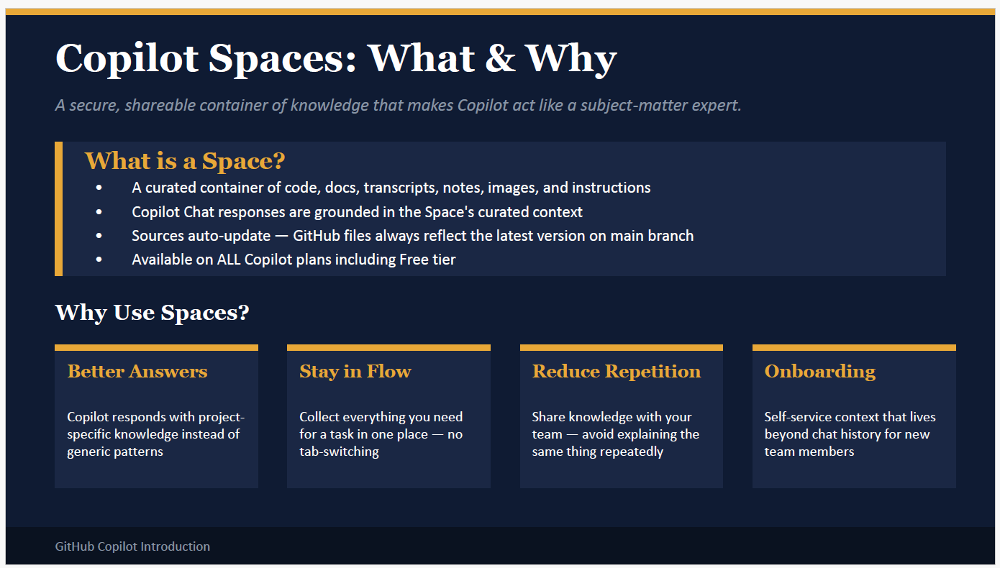 Copilot Spaces: What & Why
A secure, shareable container of knowledge that makes Copilot act like a subject-matter expert.
What is a Space?
• A curated container of code, docs, transcripts, notes, images, and instructions
• Copilot Chat responses are grounded in the Space's curated context
• Sources auto-update — GitHub files always reflect the latest version on main branch
• Available on ALL Copilot plans including Free tier
Why Use Spaces?
Better Answers
Copilot responds with project-
specific knowledge instead of
generic patterns
Stay in Flow
Collect everything you need
for a task in one place — no
tab-switching
Reduce Repetition
Share knowledge with your
team — avoid explaining the
same thing repeatedly
Onboarding
Self-service context that lives
beyond chat history for new
team members
GitHub Copilot Introduction